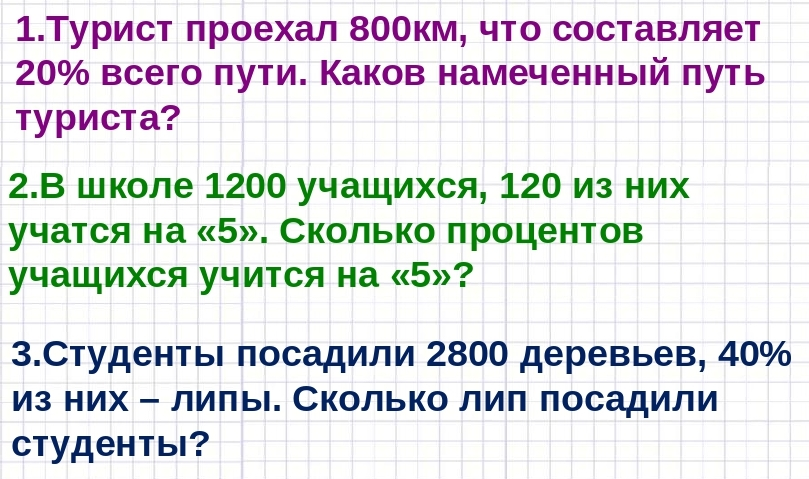 1.Турист проехал 800км, что составляет
20% всего пути. Каков намеченный путь
туриста?
2.В школе 1200 учащихся, 120 из них
учатся на «5». Сколько процентов
учащихся учится на «5»?
3.Студенты посадили 2800 деревьев, 40%
из них – липы. Сколько лип посадили
студенты?